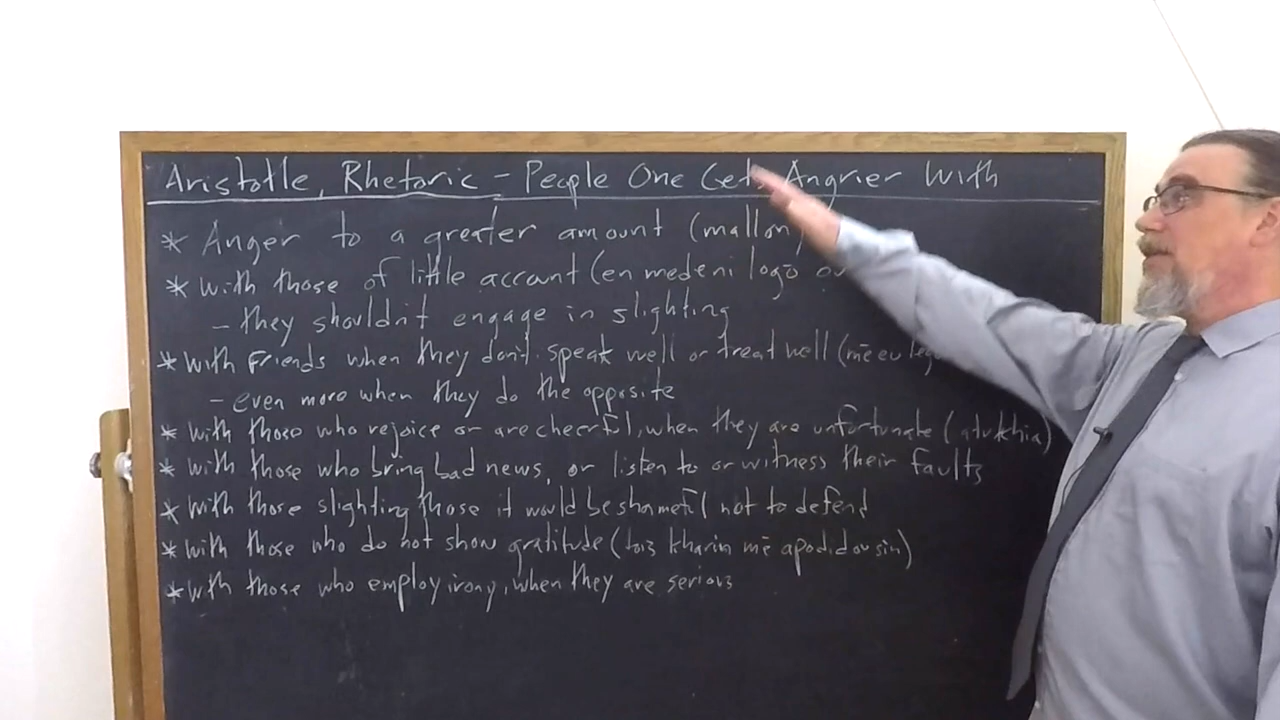 Aristotle, Rhetoric - People One Gets Angrier With
* Anger to a greater amount (mallon)
* with those of little account (en medeni logō
- they shouldn't engage in slighting
* with friends when they don't speak well or treat well (mē eu
- even more when they do the opposite
* with those who rejoice or are cheerful, when they are unfortunate (atukhia)
* with those who bring bad news, or listen to or witness their faults
* with those slighting those it would be shameful not to defend
* with those who do not show gratitude (tois kharin mē apodidousin)
* with those who employ irony, when they are serious